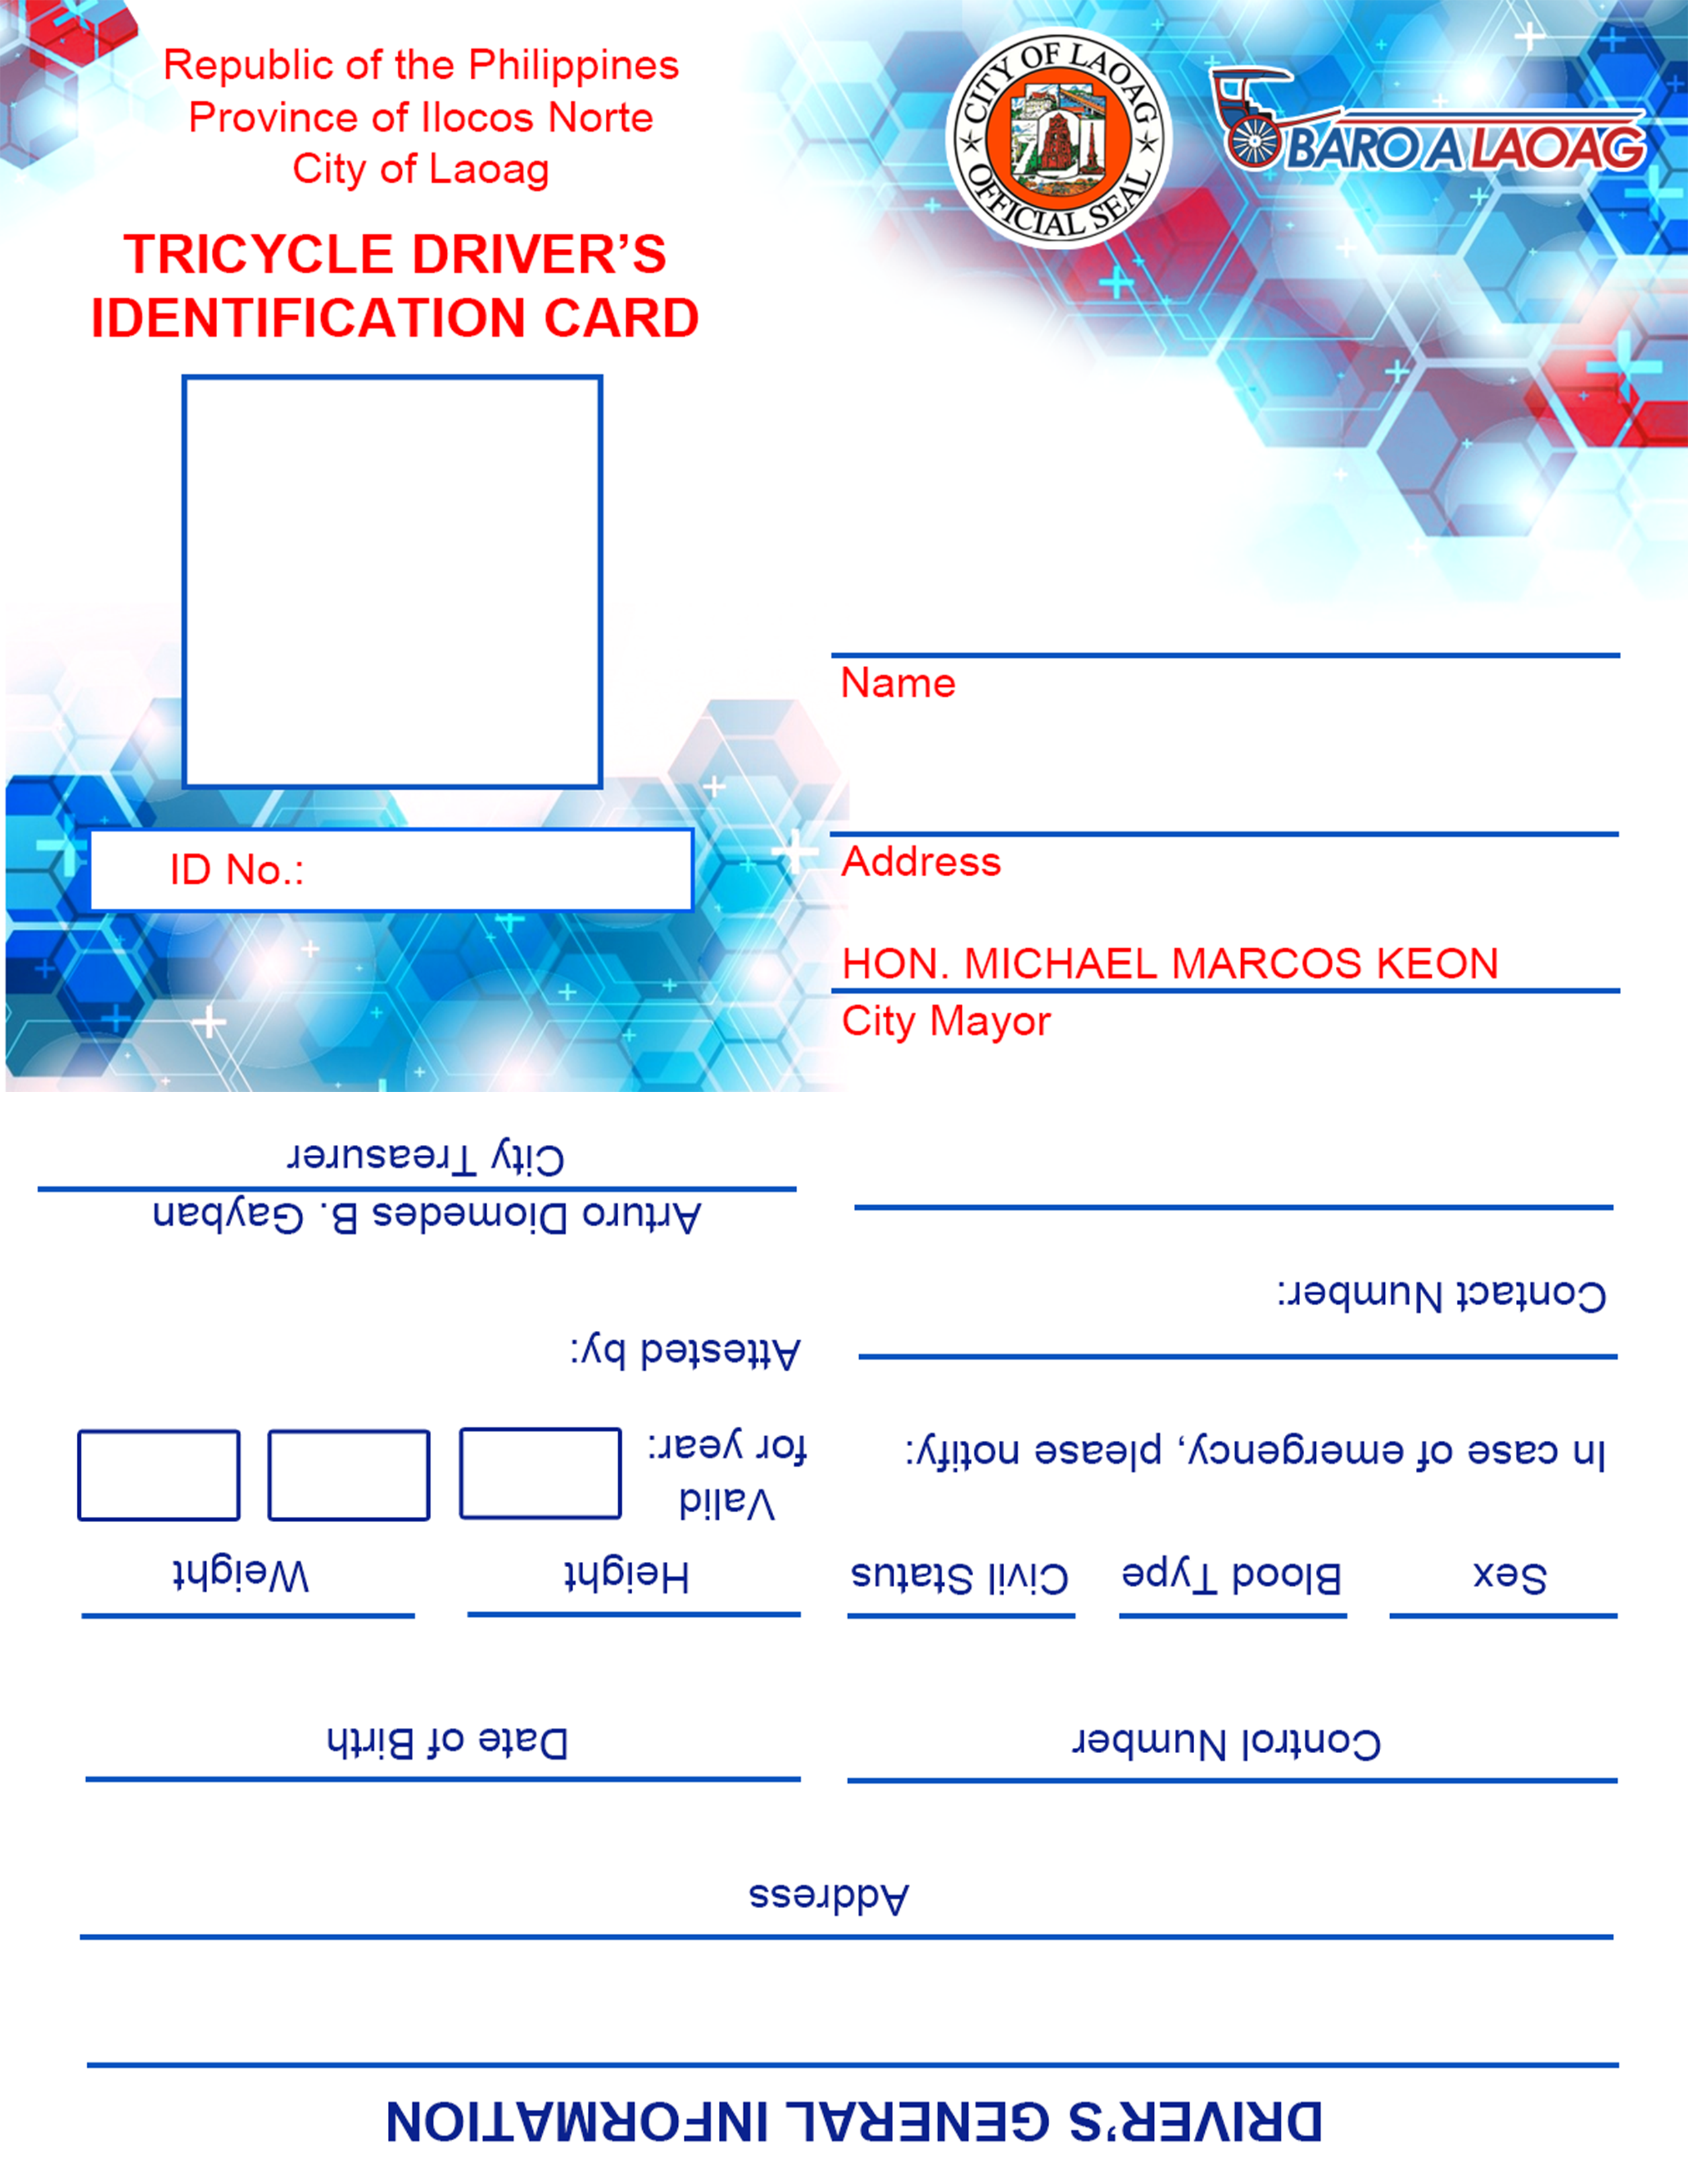 Republic of the Philippines
Province of Ilocos Norte
City of Laoag
TRICYCLE DRIVER’S
IDENTIFICATION CARD
CITY OF LAOAG
OFFICIAL SEAL
BARO A LAOAG
ID No.:
Name
Address
HON. MICHAEL MARCOS KEON
City Mayor
DRIVER’S GENERAL INFORMATION
Address
Control Number
Date of Birth
Sex
Blood Type
Civil Status
Height
Weight
In case of emergency, please notify:
Contact Number:
Valid
for year:
Attested by:
Arturo Diomedes B. Gayban
City Treasurer